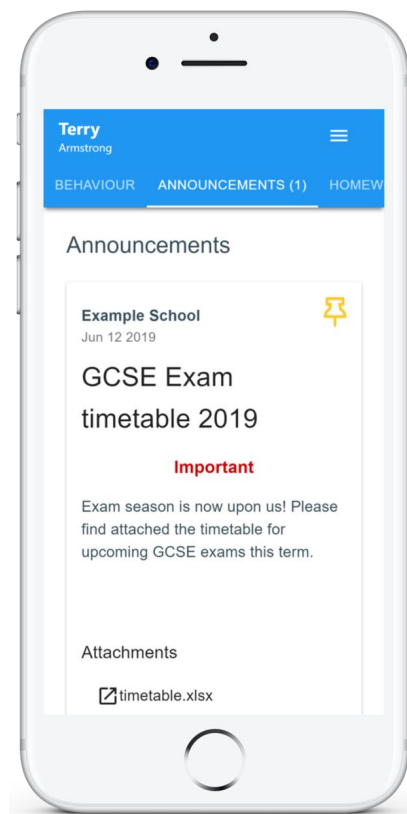 Terry
Armstrong
BEHAVIOUR ANNOUNCEMENTS (1) HOMEW
Announcements
Example School
Jun 12 2019
GCSE Exam
timetable 2019
Important
Exam season is now upon us! Please
find attached the timetable for
upcoming GCSE exams this term.
Attachments
timetable.xlsx